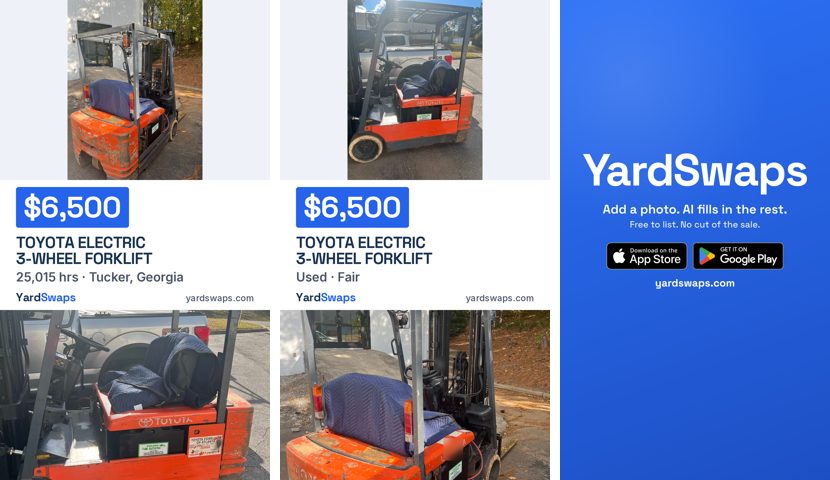 $6,500
TOYOTA ELECTRIC
3-WHEEL FORKLIFT
25,015 hrs · Tucker, Georgia
YardSwaps
yardswaps.com
$6,500
TOYOTA ELECTRIC
3-WHEEL FORKLIFT
Used · Fair
YardSwaps
yardswaps.com
TOYOTA
YardSwaps
Add a photo. AI fills in the rest.
Free to list. No cut of the sale.
Download on the
App Store
GET IT ON
Google Play
yardswaps.com